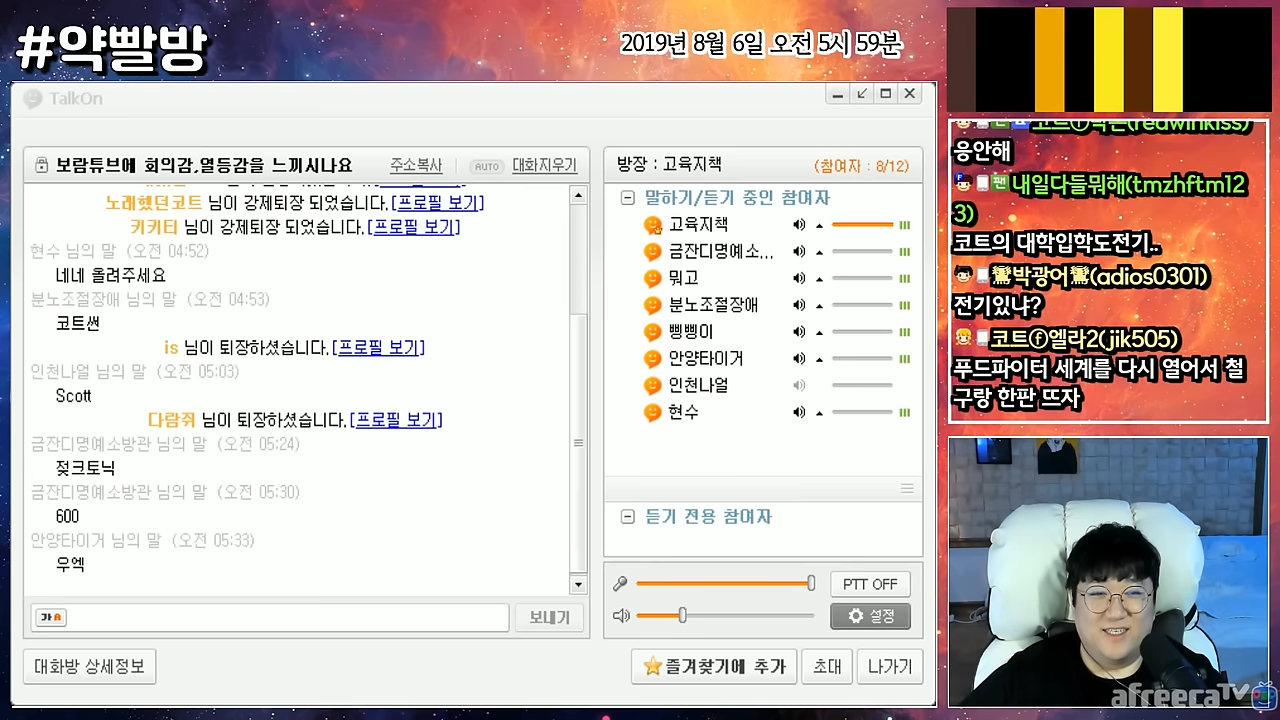 #약빨방
2019년 8월 6일 오전 5시 59분
TalkOn
보람튜브에 회의감,열등감을 느끼시나요
주소복사
AUTO
대화지우기
노래했던코트 님이 강제퇴장 되었습니다.[프로필 보기]
키키터 님이 강제퇴장 되었습니다.[프로필 보기]
현수 님의 말 (오전 04:52)
네네 올려주세요
분노조절장애 님의 말 (오전 04:53)
코트썬
is 님이 퇴장하셨습니다.[프로필 보기]
인천나얼 님의 말 (오전 05:03)
Scott
다람쥐 님이 퇴장하셨습니다.[프로필 보기]
금잔디명예소방관 님의 말 (오전 05:24)
젖크토닉
금잔디명예소방관 님의 말 (오전 05:30)
600
안양타이거 님의 말 (오전 05:33)
우엑
가A
보내기
대화방 상세정보
방장 : 고육지책
(참여자 : 8/12)
말하기/듣기 중인 참여자
고육지책
금잔디명예소...
뭐고
분노조절장애
삥삥이
안양타이거
인천나얼
현수
듣기 전용 참여자
PTT OFF
설정
즐겨찾기에 추가
초대
나가기
(redwinkiss)
응안해
팬 내일다들뭐해(tmzhftm12
3)
코트의 대학입학도전기..
박광어(adios0301)
전기있냐?
코트ⓕ엘라2(jik505)
푸드파이터 세계를 다시 열어서 철
구랑 한판 뜨자
afreecaTV